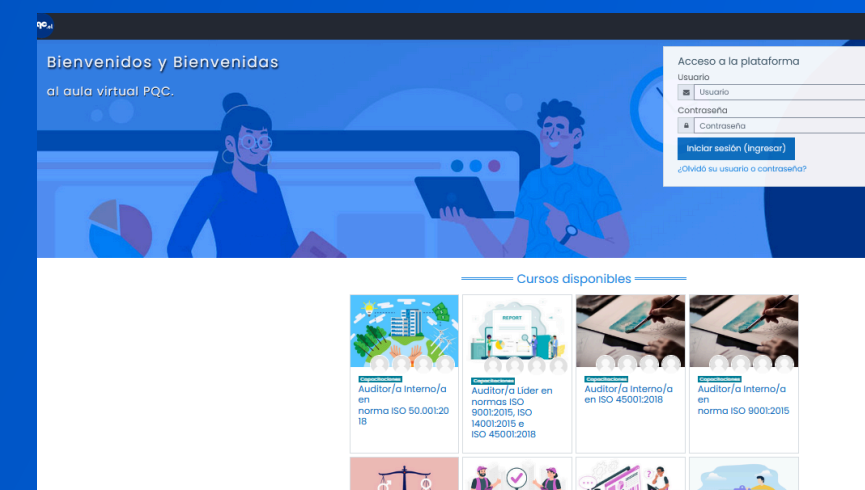 Bienvenidos y Bienvenidas
al aula virtual PQC.
Acceso a la plataforma
Usuario
Usuario
Contraseña
Contraseña
Iniciar sesión (ingresar)
¿Olvidó su usuario o contraseña?
Cursos disponibles
REPORT
Capacitaciones
Auditor/a Interno/a
en
norma ISO 50.001:20
18
Capacitaciones
Auditor/a Líder en
normas ISO
9001:2015, ISO
14001:2015 e
ISO 45001:2018
Capacitaciones
Auditor/a Interno/a
en ISO 45001:2018
Capacitaciones
Auditor/a Interno/a
en
norma ISO 9001:2015